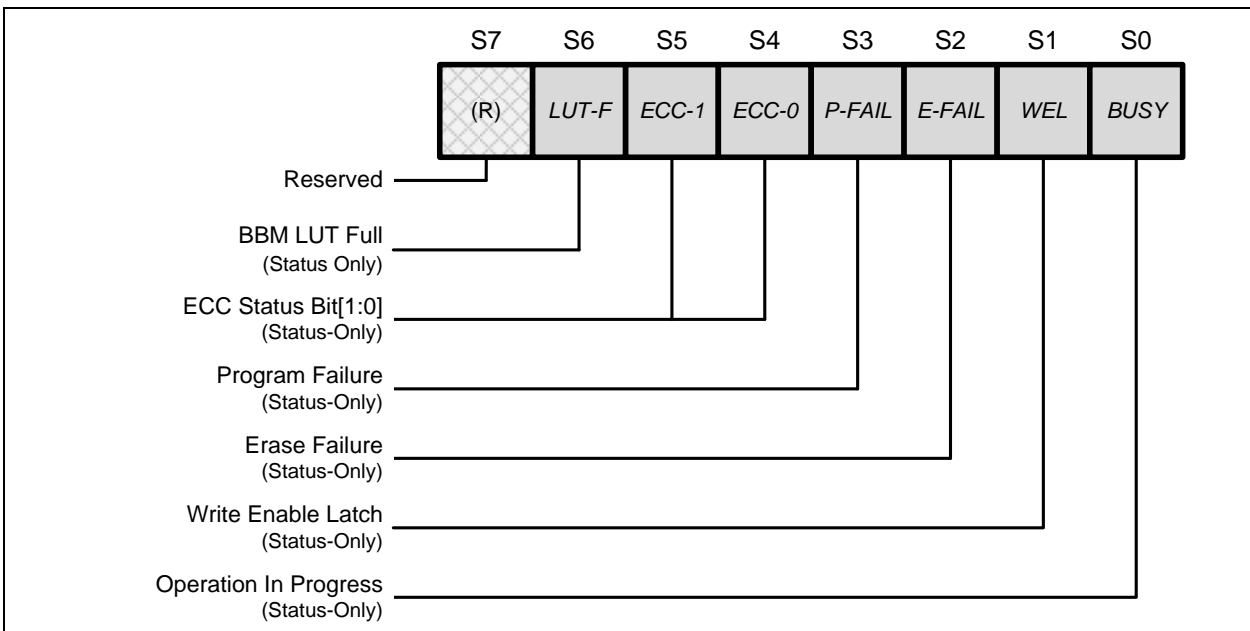 S7 S6 S5 S4 S3 S2 S1 S0
(R) LUT-F ECC-1 ECC-0 P-FAIL E-FAIL WEL BUSY
Reserved
BBM LUT Full
(Status Only)
ECC Status Bit[1:0]
(Status-Only)
Program Failure
(Status-Only)
Erase Failure
(Status-Only)
Write Enable Latch
(Status-Only)
Operation In Progress
(Status-Only)